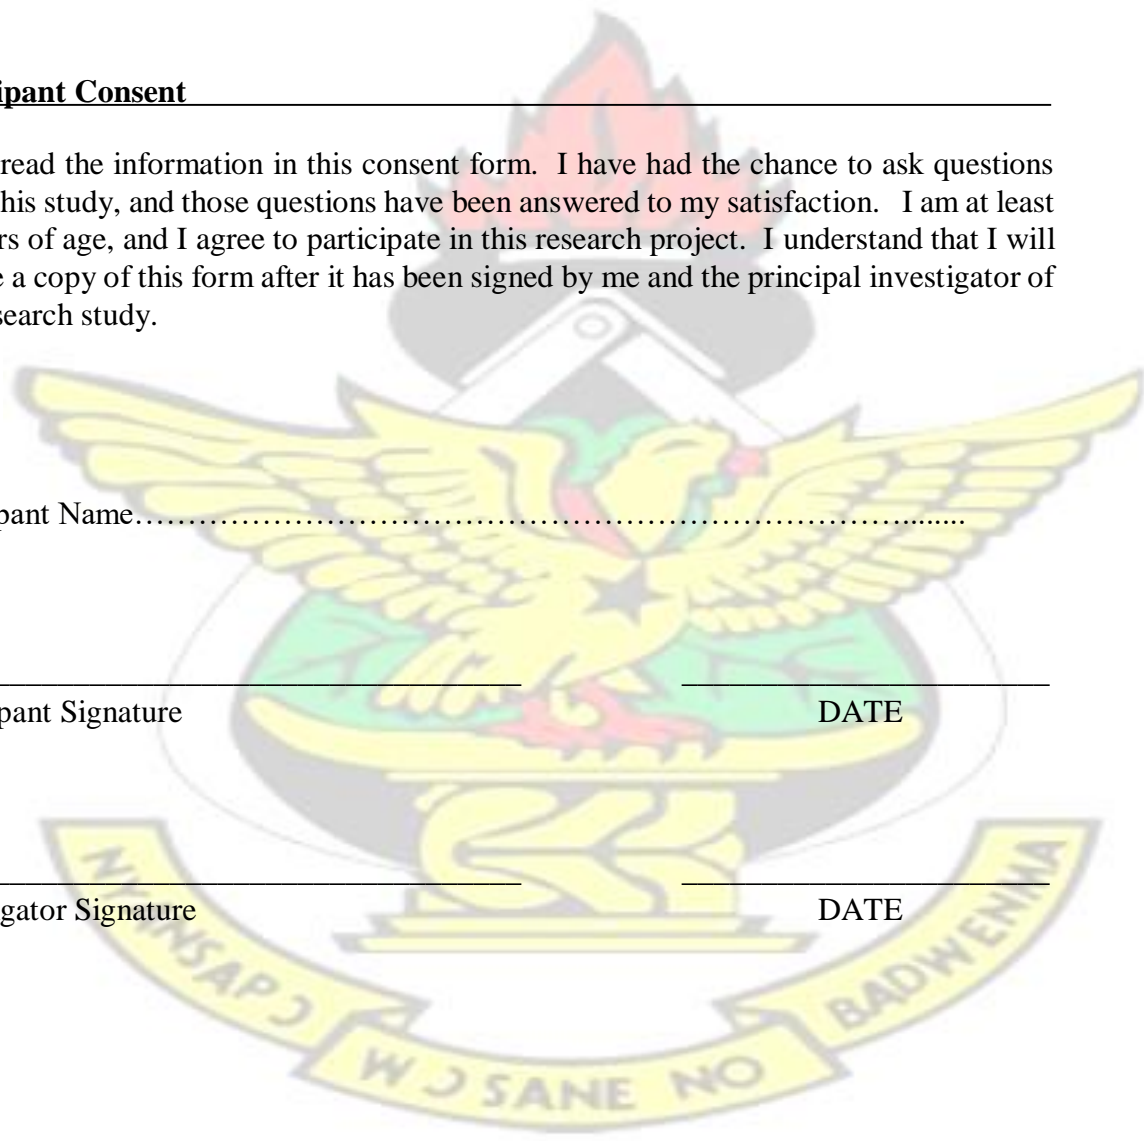 ipant Consent
read the information in this consent form. I have had the chance to ask questions
his study, and those questions have been answered to my satisfaction. I am at least
rs of age, and I agree to participate in this research project. I understand that I will
e a copy of this form after it has been signed by me and the principal investigator of
search study.
pant Name……………………………………………………………........
pant Signature DATE
gator Signature DATE
NYANSAPƆ WƆSANE NO BADWENMA